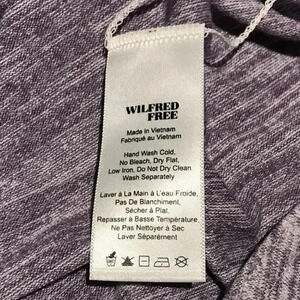 WILFRED
FREE
Made in Vietnam
Fabriqué au Vietnam
Hand Wash Cold,
No Bleach, Dry Flat,
Low Iron, Do Not Dry Clean
Wash Separately
Laver à La Main à L'eau Froide,
Pas De Blanchiment,
Sécher à Plat,
Repasser à Basse Température,
Ne Pas Nettoyer à Sec
Laver Séparément